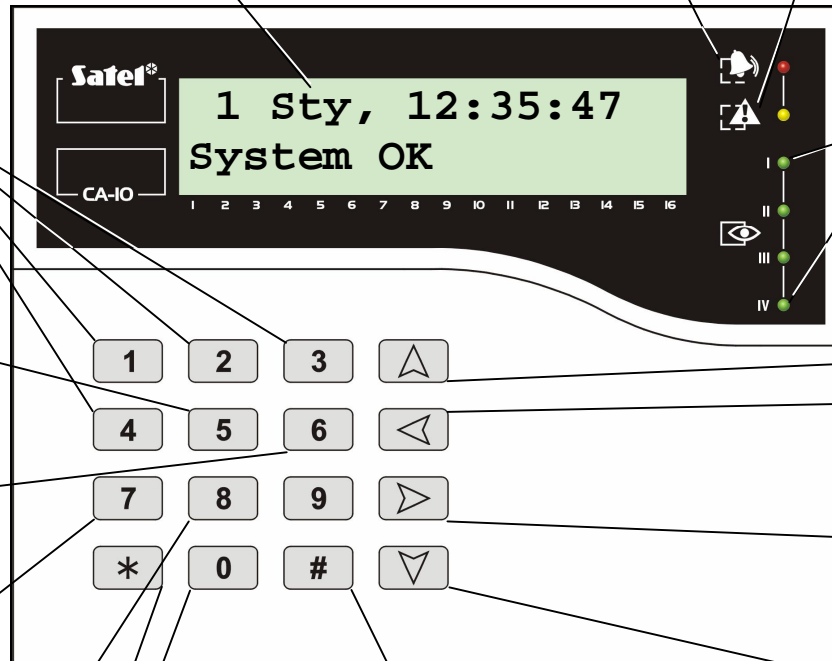 Satel*
1 Sty, 12:35:47
System OK
CA-10
1 2 3 4 5 6 7 8 9 10 11 12 13 14 15 16
I
II
III
IV
1 2 3
4 5 6
7 8 9
* 0 #